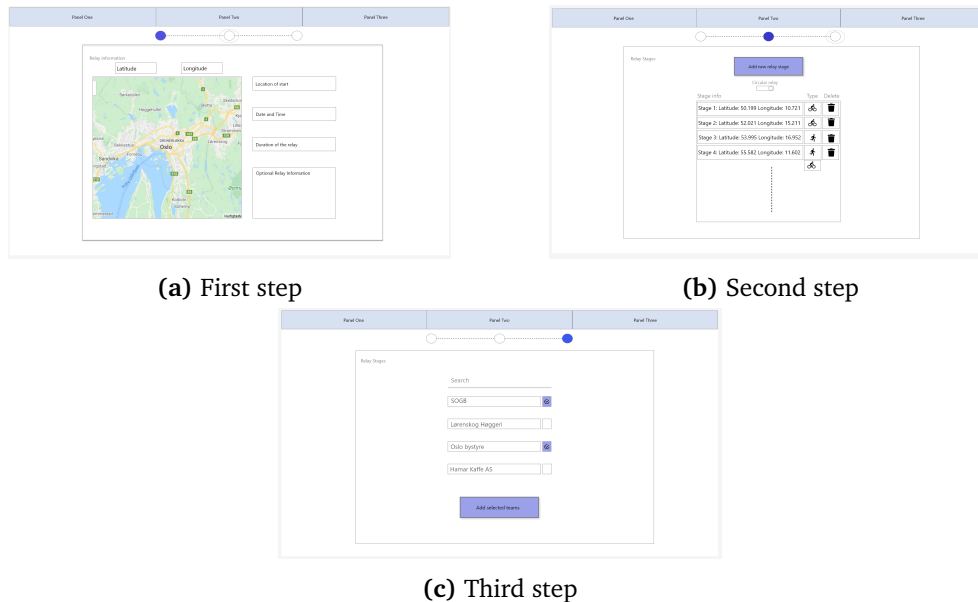 Panel One
Panel Two
Panel Three
Relay information
Latitude
Longitude
Location of start
Date and Time
Duration of the relay
Optional Relay Information
Oslo
Sandvika
(a) First step
Panel One
Panel Two
Panel Three
Relay Stages
Add new relay stage
Circular relay
Stage info
Type
Delete
Stage 1: Latitude: 50.199 Longitude: 10.721
Stage 2: Latitude: 52.021 Longitude: 15.211
Stage 3: Latitude: 53.995 Longitude: 16.952
Stage 4: Latitude: 55.582 Longitude: 11.602
(b) Second step
Panel One
Panel Two
Panel Three
Relay Stages
Search
SOGB
Lørenskog Høggeri
Oslo bystyre
Hamar Kaffe AS
Add selected teams
(c) Third step